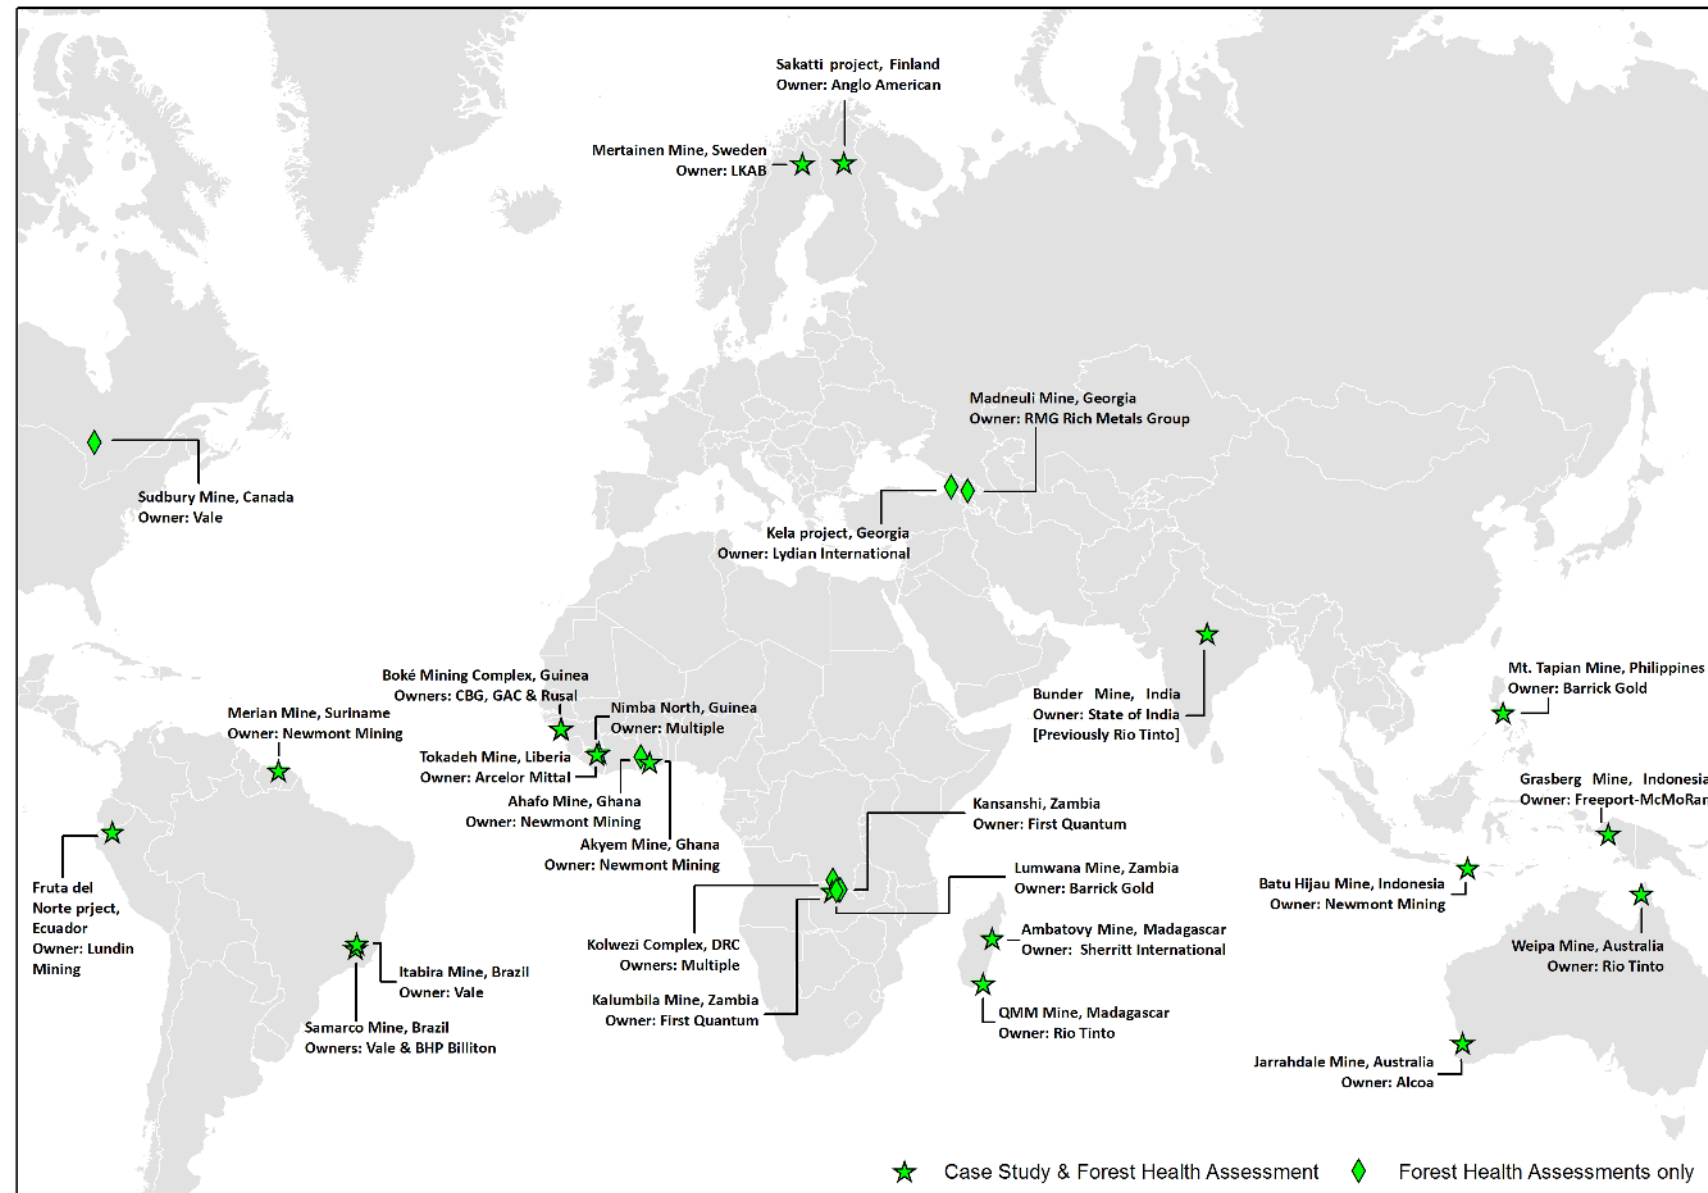 Sakatti project, Finland
Owner: Anglo American
Mertainen Mine, Sweden
Owner: LKAB
Madneuli Mine, Georgia
Owner: RMG Rich Metals Group
Sudbury Mine, Canada
Owner: Vale
Kela project, Georgia
Owner: Lydian International
Boké Mining Complex, Guinea
Owners: CBG, GAC & Rusal
Nimba North, Guinea
Owner: Multiple
Merian Mine, Suriname
Owner: Newmont Mining
Tokadeh Mine, Liberia
Owner: Arcelor Mittal
Ahafo Mine, Ghana
Owner: Newmont Mining
Akyem Mine, Ghana
Owner: Newmont Mining
Bunder Mine, India
Owner: State of India
[Previously Rio Tinto]
Mt. Tapian Mine, Philippines
Owner: Barrick Gold
Grasberg Mine, Indonesia
Owner: Freeport-McMoRan
Kansanshi, Zambia
Owner: First Quantum
Lumwana Mine, Zambia
Owner: Barrick Gold
Batu Hijau Mine, Indonesia
Owner: Newmont Mining
Fruta del
Norte prject,
Ecuador
Owner: Lundin
Mining
Kolwezi Complex, DRC
Owners: Multiple
Ambatovy Mine, Madagascar
Owner: Sherritt International
Weipa Mine, Australia
Owner: Rio Tinto
Itabira Mine, Brazil
Owner: Vale
Kalumbila Mine, Zambia
Owner: First Quantum
QMM Mine, Madagascar
Owner: Rio Tinto
Samarco Mine, Brazil
Owners: Vale & BHP Billiton
Jarrahdale Mine, Australia
Owner: Alcoa
Case Study & Forest Health Assessment
Forest Health Assessments only